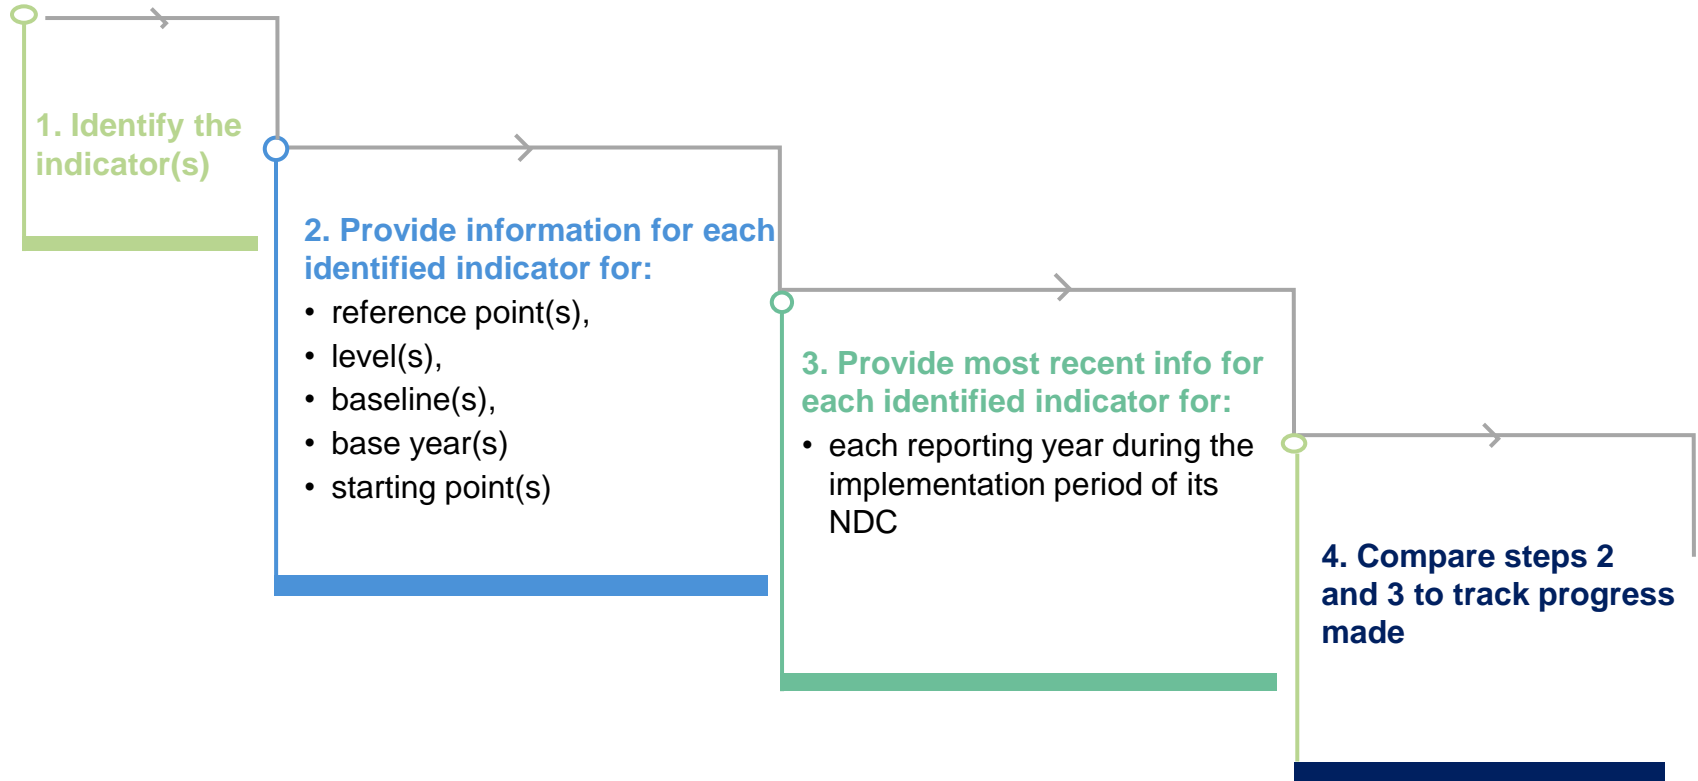 1. Identify the
indicator(s)
2. Provide information for each
identified indicator for:
• reference point(s),
• level(s),
• baseline(s),
• base year(s)
• starting point(s)
3. Provide most recent info for
each identified indicator for:
• each reporting year during the
implementation period of its
NDC
4. Compare steps 2
and 3 to track progress
made